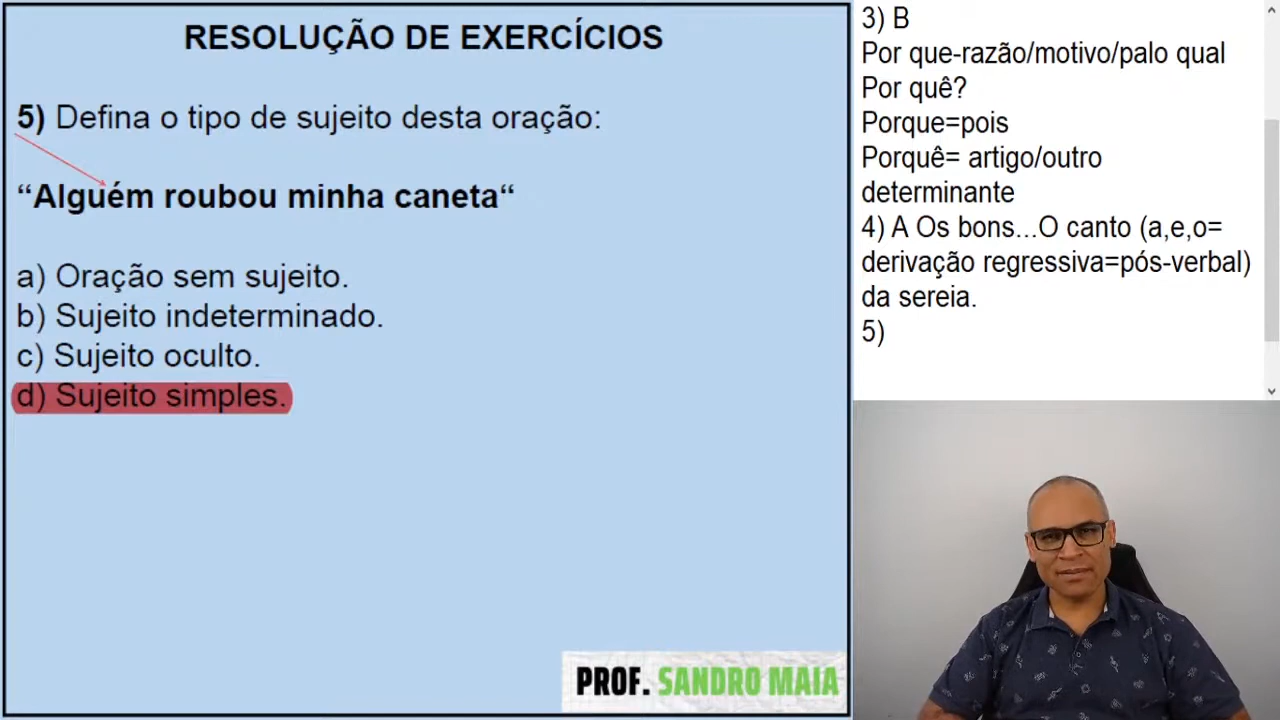 RESOLUÇÃO DE EXERCÍCIOS
5) Defina o tipo de sujeito desta oração:
“Alguém roubou minha caneta“
a) Oração sem sujeito.
b) Sujeito indeterminado.
c) Sujeito oculto.
d) Sujeito simples.
PROF. SANDRO MAIA
3) B
Por que-razão/motivo/palo qual
Por quê?
Porque=pois
Porquê= artigo/outro
determinante
4) A Os bons...O canto (a,e,o=
derivação regressiva=pós-verbal)
da sereia.
5)